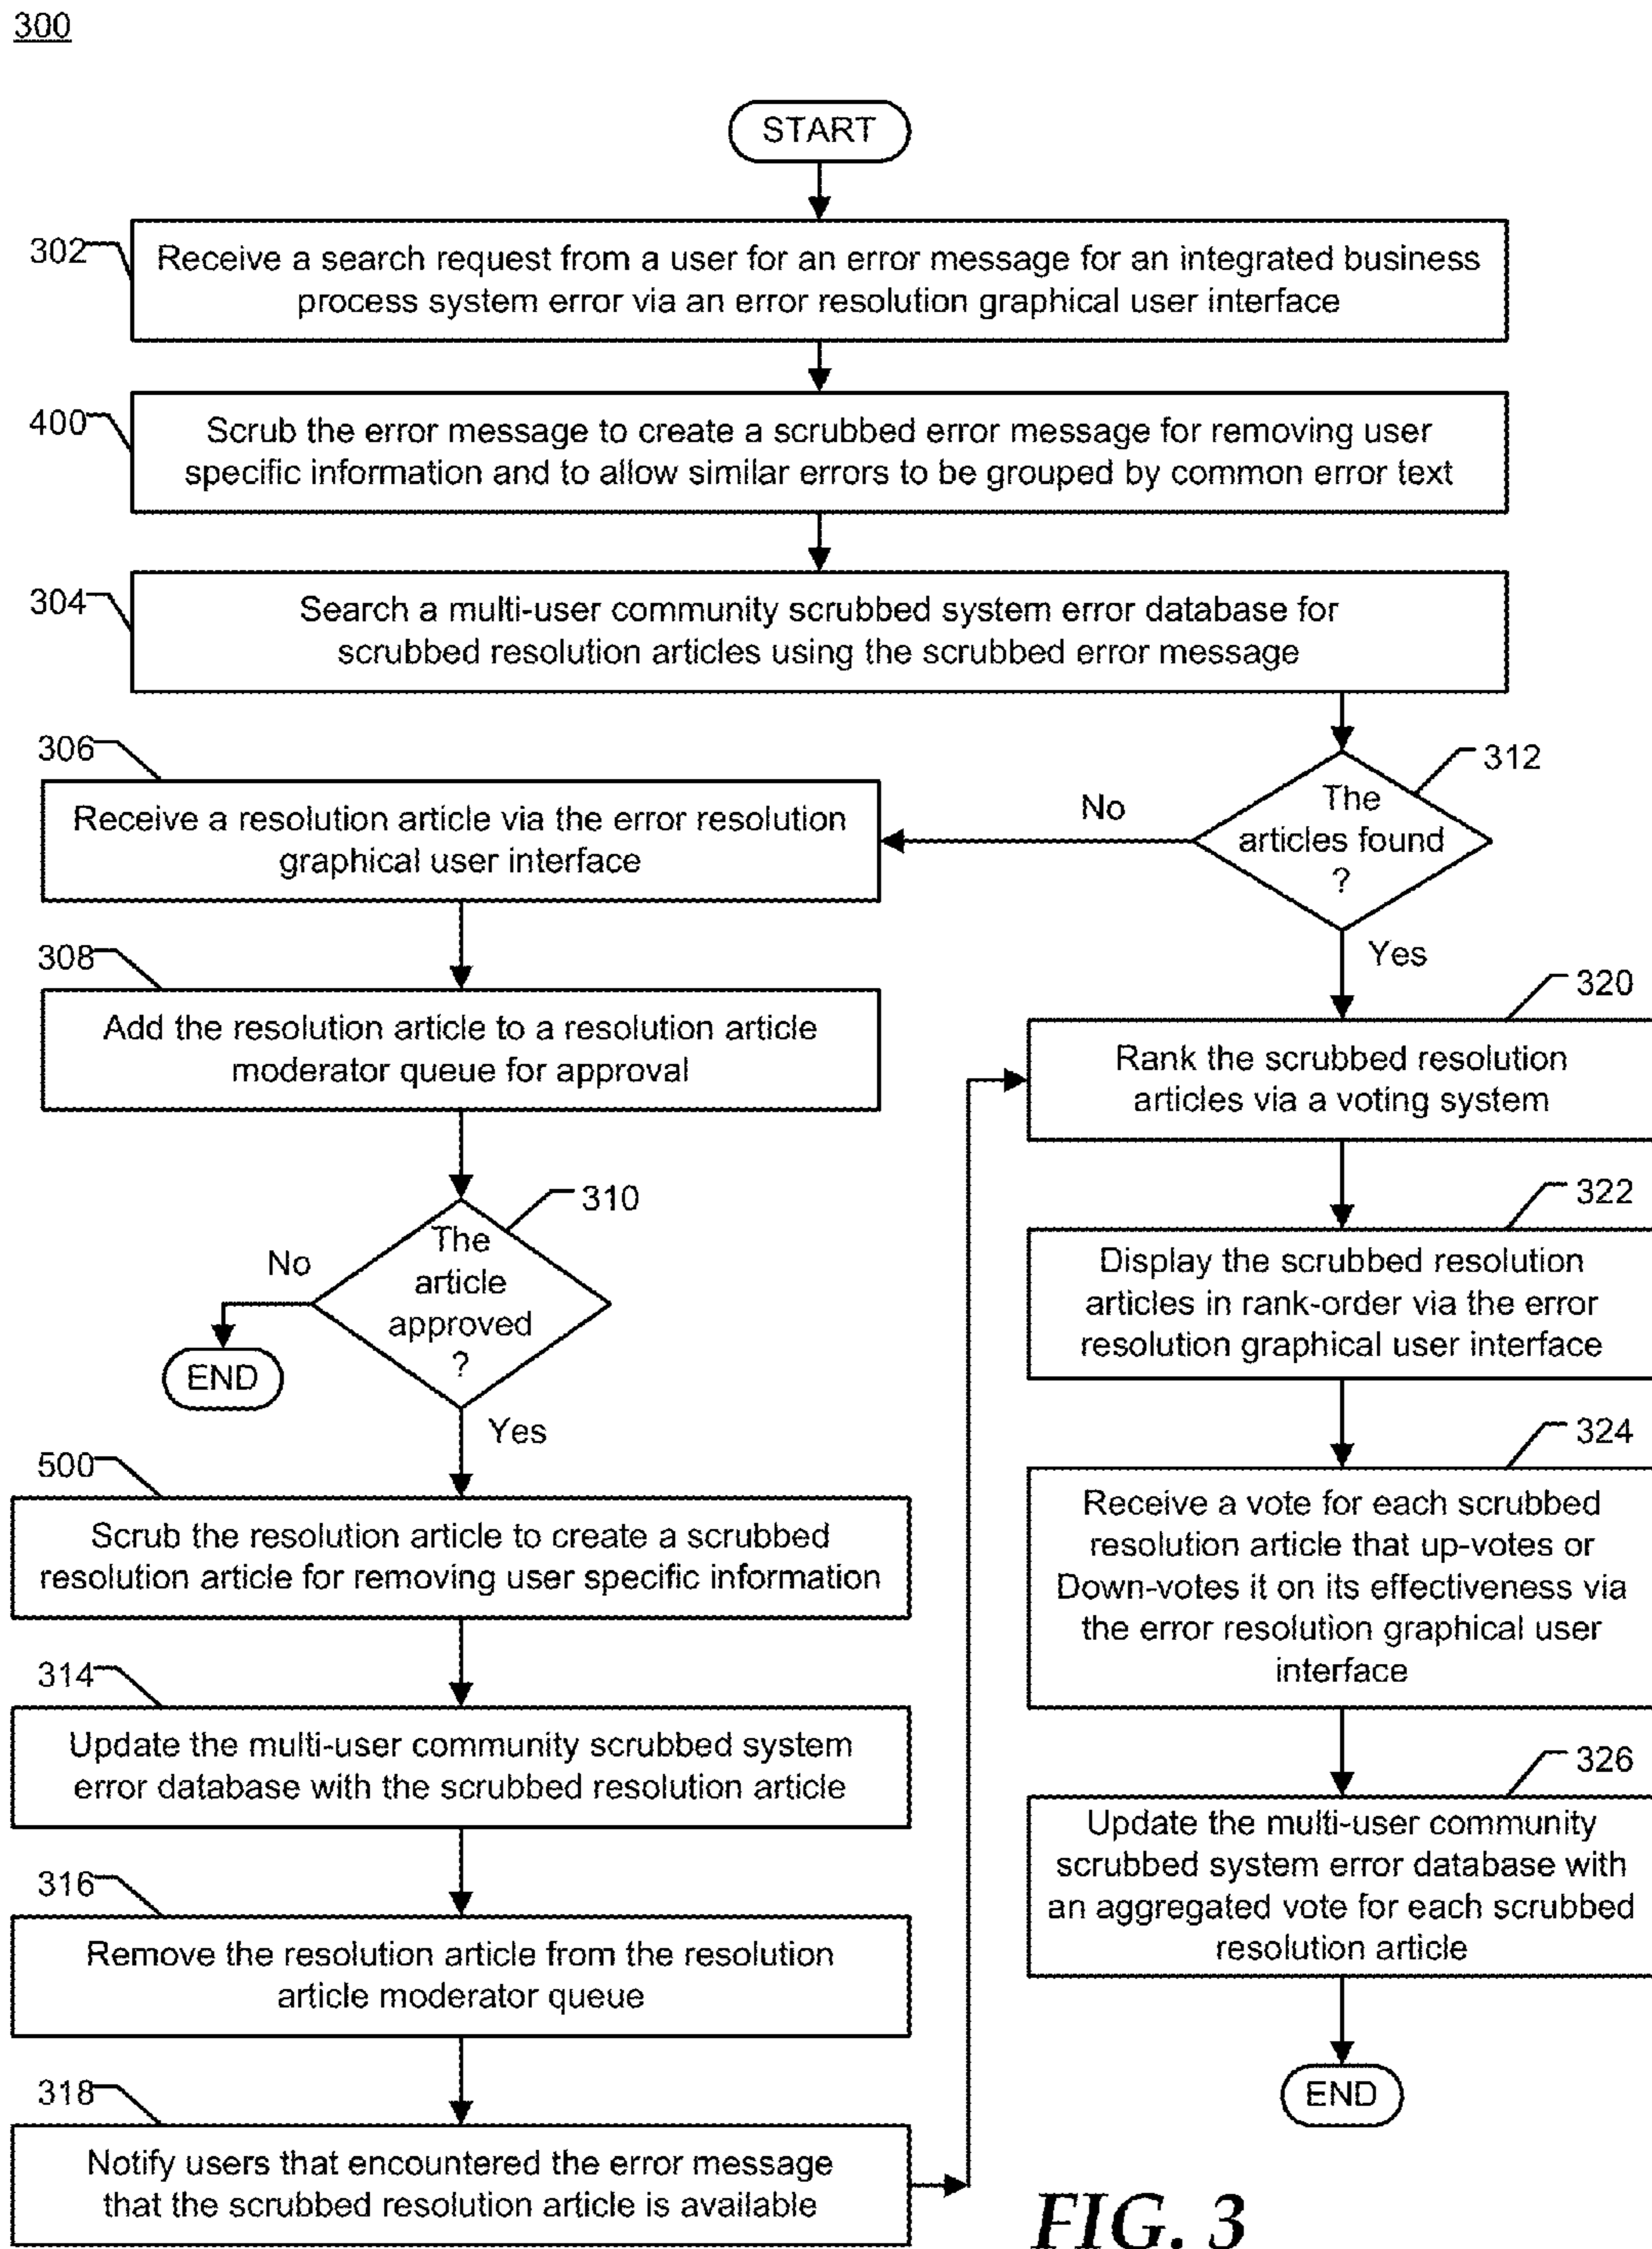 300
START
302
Receive a search request from a user for an error message for an integrated business
process system error via an error resolution graphical user interface
400
Scrub the error message to create a scrubbed error message for removing user
specific information and to allow similar errors to be grouped by common error text
304
Search a multi-user community scrubbed system error database for
scrubbed resolution articles using the scrubbed error message
312
The
articles found
?
No
Yes
306
Receive a resolution article via the error resolution
graphical user interface
308
Add the resolution article to a resolution article
moderator queue for approval
310
The
article
approved
?
No
END
Yes
500
Scrub the resolution article to create a scrubbed
resolution article for removing user specific information
314
Update the multi-user community scrubbed system
error database with the scrubbed resolution article
316
Remove the resolution article from the resolution
article moderator queue
318
Notify users that encountered the error message
that the scrubbed resolution article is available
320
Rank the scrubbed resolution
articles via a voting system
322
Display the scrubbed resolution
articles in rank-order via the error
resolution graphical user interface
324
Receive a vote for each scrubbed
resolution article that up-votes or
Down-votes it on its effectiveness via
the error resolution graphical user
interface
326
Update the multi-user community
scrubbed system error database with
an aggregated vote for each scrubbed
resolution article
END
FIG. 3